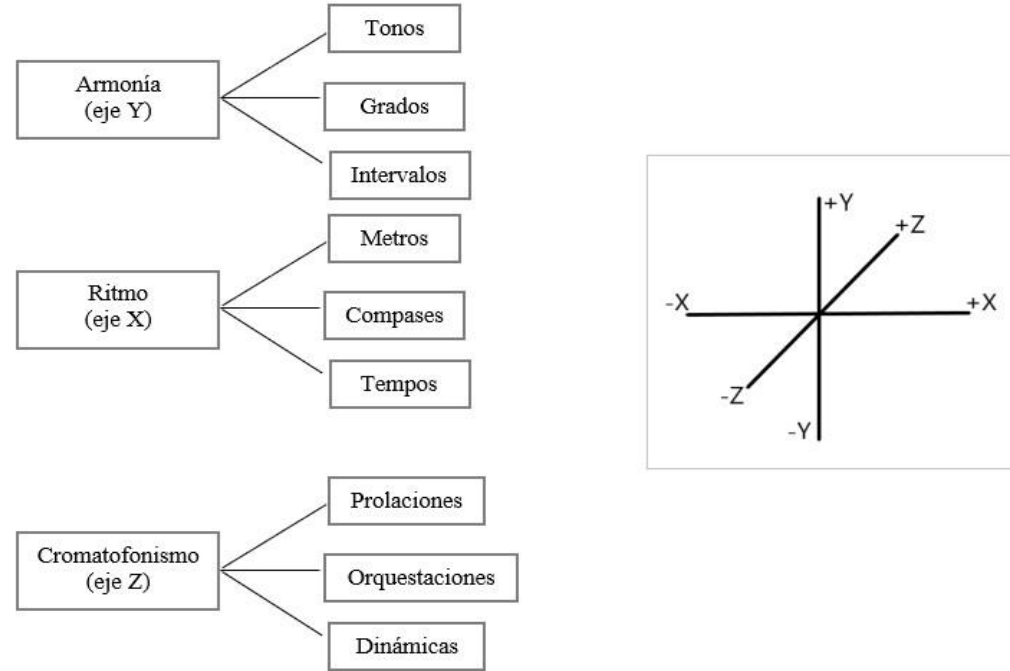 Armonía
(eje Y)
Tonos
Grados
Intervalos
Ritmo
(eje X)
Metros
Compases
Tempos
Cromatofonismo
(eje Z)
Prolaciones
Orquestaciones
Dinámicas
+Y
+Z
-X
+X
-Z
-Y